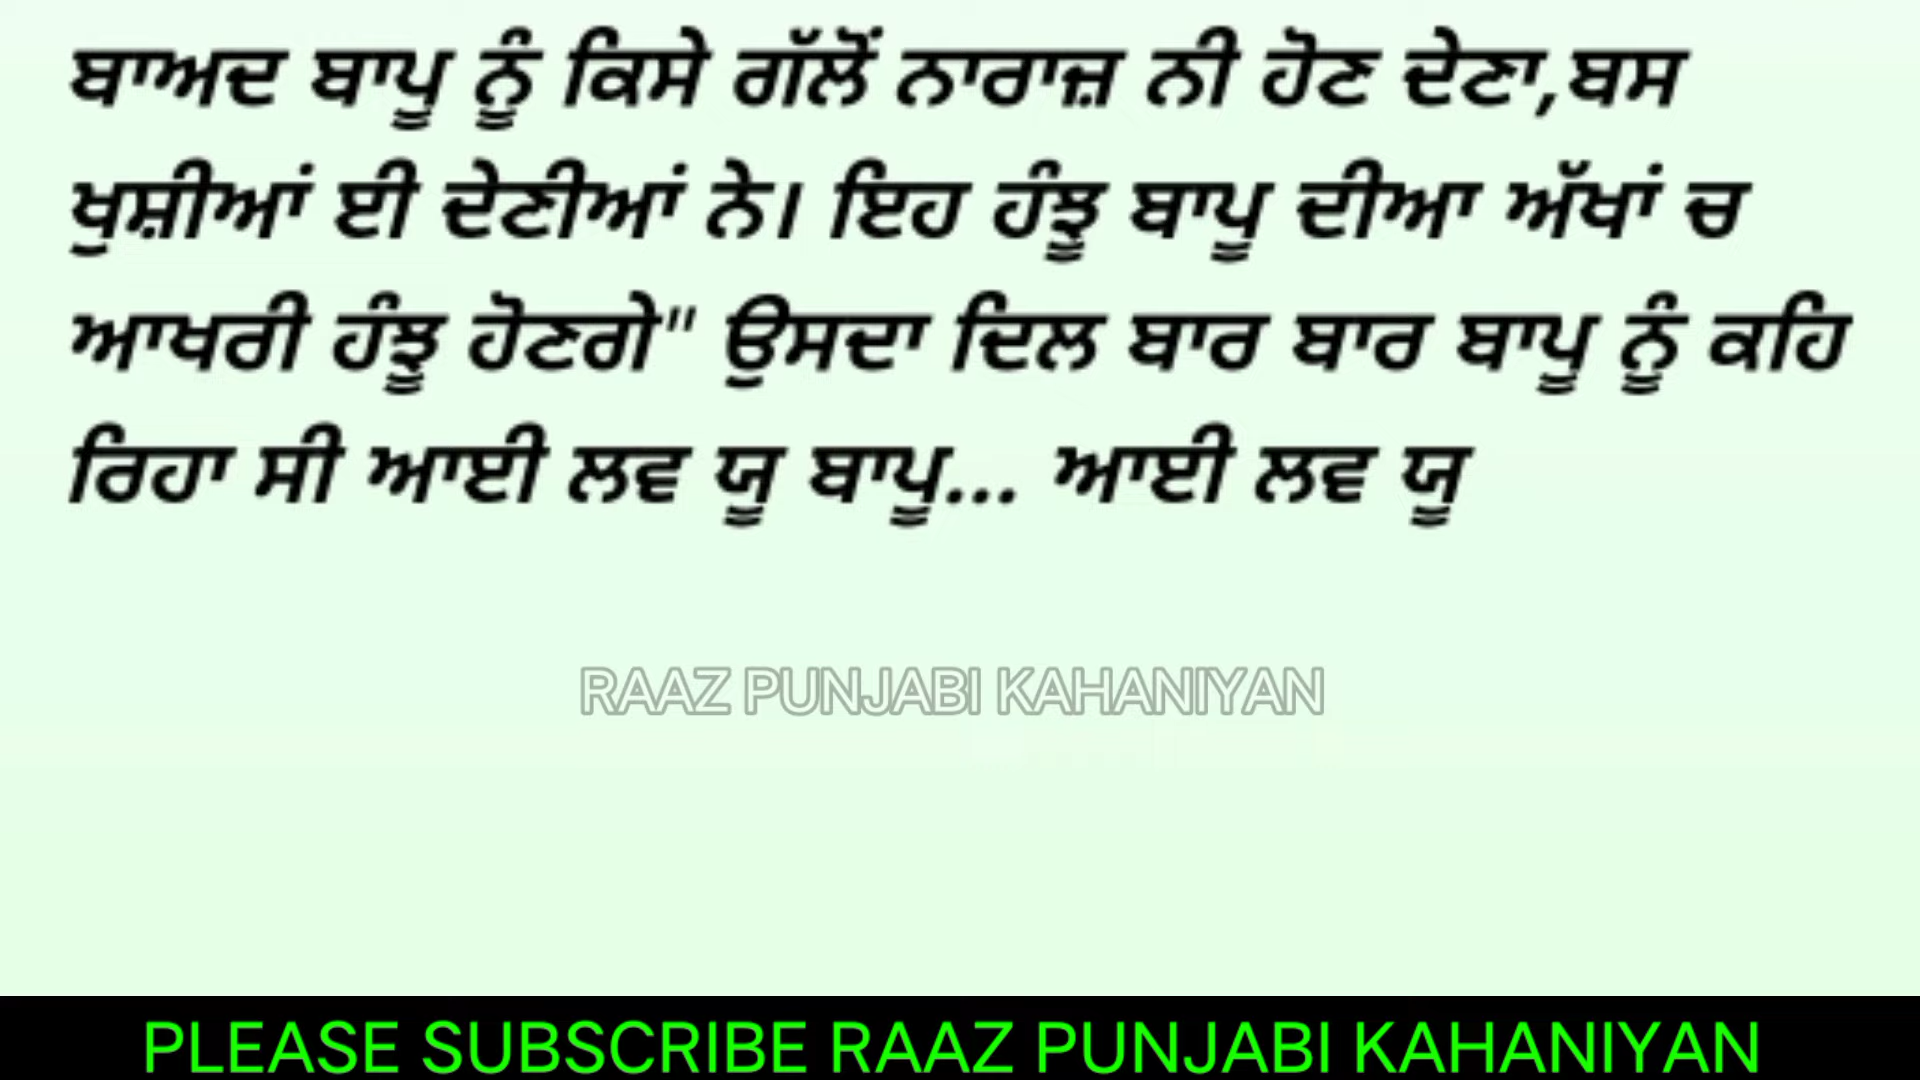 ਬਾਅਦ ਬਾਪੂ ਨੂੰ ਕਿਸੇ ਗੱਲੋਂ ਨਾਰਾਜ਼ ਨੀ ਹੋਣ ਦੇਣਾ,ਬਸ
ਖੁਸ਼ੀਆਂ ਈ ਦੇਣੀਆਂ ਨੇ। ਇਹ ਹੰਝੂ ਬਾਪੂ ਦੀਆ ਅੱਖਾਂ ਚ
ਆਖਰੀ ਹੰਝੂ ਹੋਣਗੇ" ਉਸਦਾ ਦਿਲ ਬਾਰ ਬਾਰ ਬਾਪੂ ਨੂੰ ਕਹਿ
ਰਿਹਾ ਸੀ ਆਈ ਲਵ ਯੂ ਬਾਪੂ... ਆਈ ਲਵ ਯੂ
RAAZ PUNJABI KAHANIYAN
PLEASE SUBSCRIBE RAAZ PUNJABI KAHANIYAN